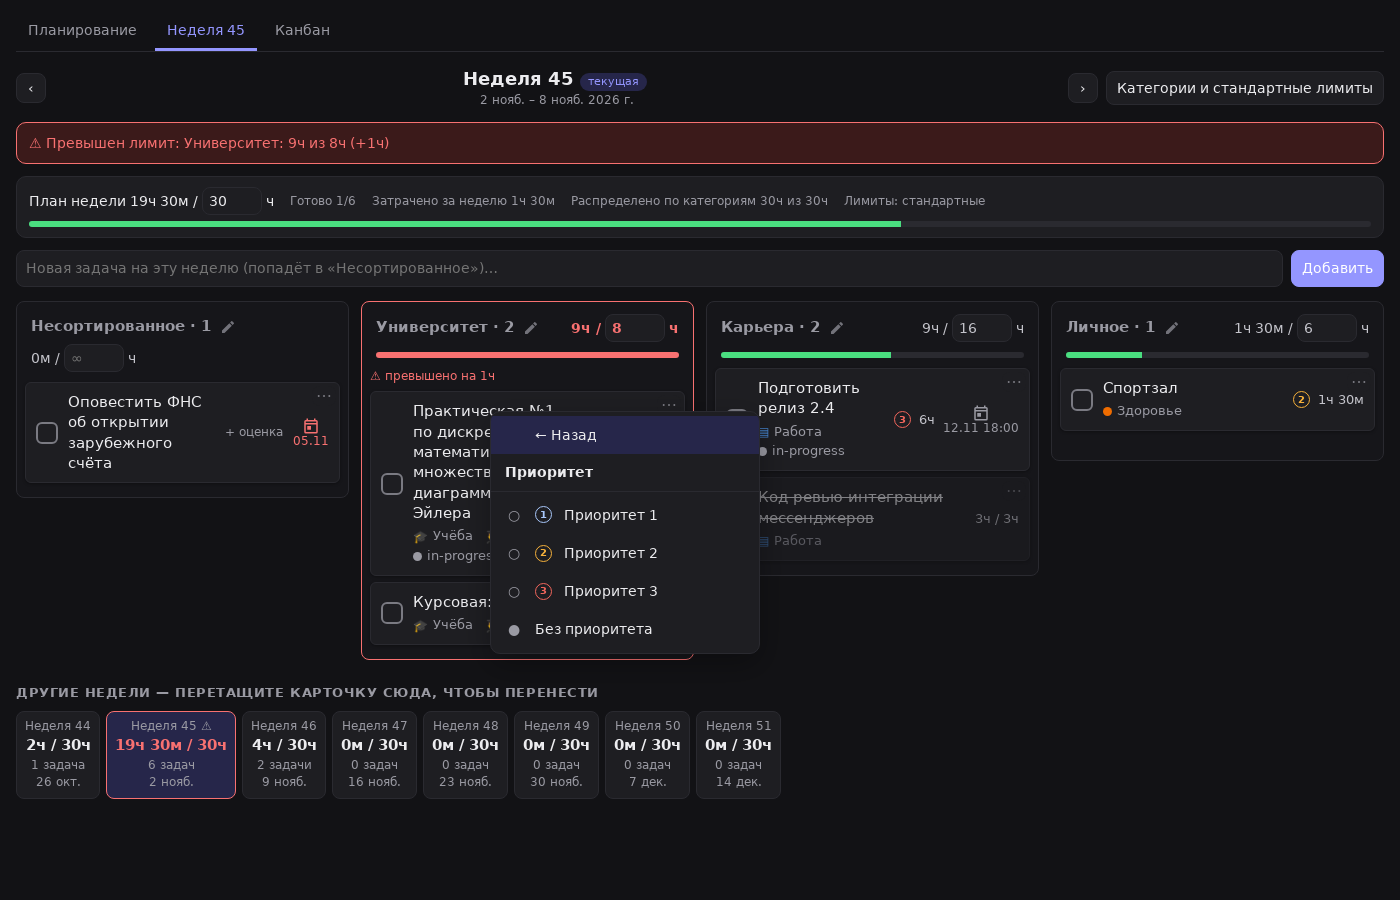 Планирование
Неделя 45
Канбан
‹
Неделя 45 текущая
2 нояб. – 8 нояб. 2026 г.
›
Категории и стандартные лимиты
⚠ Превышен лимит: Университет: 9ч из 8ч (+1ч)
План недели 19ч 30м / 30 ч
Готово 1/6
Затрачено за неделю 1ч 30м
Распределено по категориям 30ч из 30ч
Лимиты: стандартные
Новая задача на эту неделю (попадёт в «Несортированное»)…
Добавить
Несортированное · 1
0м / ∞ ч
Оповестить ФНС
об открытии
зарубежного
счёта
+ оценка
05.11
⋯
Университет · 2
9ч / 8 ч
⚠ превышено на 1ч
Практическая №1
по дискре
математи
множеств
диаграмм
Эйлера
🎓 Учёба
in-progres
⋯
Курсовая:
🎓 Учёба
← Назад
Приоритет
1 Приоритет 1
2 Приоритет 2
3 Приоритет 3
Без приоритета
Карьера · 2
9ч / 16 ч
Подготовить
релиз 2.4
Работа
in-progress
3 6ч
12.11 18:00
⋯
Код ревью интеграции
мессенджеров
Работа
3ч / 3ч
⋯
Личное · 1
1ч 30м / 6 ч
Спортзал
Здоровье
2 1ч 30м
⋯
ДРУГИЕ НЕДЕЛИ — ПЕРЕТАЩИТЕ КАРТОЧКУ СЮДА, ЧТОБЫ ПЕРЕНЕСТИ
Неделя 44
2ч / 30ч
1 задача
26 окт.
Неделя 45 ⚠
19ч 30м / 30ч
6 задач
2 нояб.
Неделя 46
4ч / 30ч
2 задачи
9 нояб.
Неделя 47
0м / 30ч
0 задач
16 нояб.
Неделя 48
0м / 30ч
0 задач
23 нояб.
Неделя 49
0м / 30ч
0 задач
30 нояб.
Неделя 50
0м / 30ч
0 задач
7 дек.
Неделя 51
0м / 30ч
0 задач
14 дек.